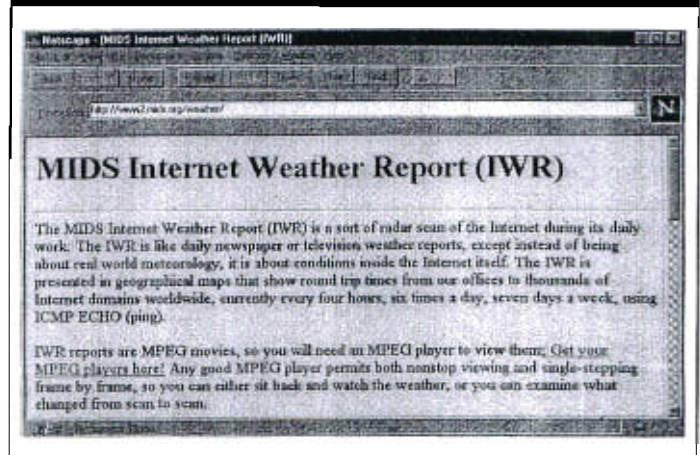 Netscape - [MIDS Internet Weather Report (IWR)]
http://www2.mids.org/weather/
N
MIDS Internet Weather Report (IWR)
The MIDS Internet Weather Report (IWR) is a sort of radar scan of the Internet during its daily
work. The IWR is like daily newspaper or television weather reports, except instead of being
about real world meteorology, it is about conditions inside the Internet itself. The IWR is
presented in geographical maps that show round trip times from our offices to thousands of
Internet domains worldwide, currently every four hours, six times a day, seven days a week, using
ICMP ECHO (ping).
IWR reports are MPEG movies, so you will need an MPEG player to view them; Get your
MPEG players here! Any good MPEG player permits both nonstop viewing and single-stepping
frame by frame, so you can either sit back and watch the weather, or you can examine what
changed from scan to scan.